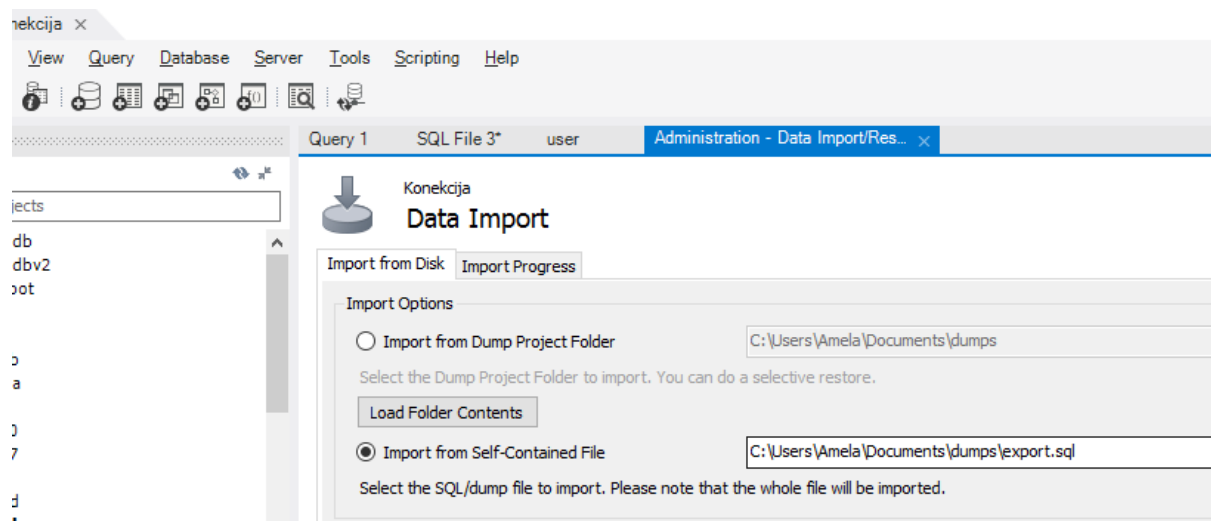 nekcija ×
View Query Database Server Tools Scripting Help
Query 1 SQL File 3* user Administration - Data Import/Res... ×
jects
db
dbv2
oot
o
a
0
7
d
Konekcija
Data Import
Import from Disk Import Progress
Import Options
Import from Dump Project Folder C:\Users\Amela\Documents\dumps
Select the Dump Project Folder to import. You can do a selective restore.
Load Folder Contents
Import from Self-Contained File C:\Users\Amela\Documents\dumps\export.sql
Select the SQL/dump file to import. Please note that the whole file will be imported.